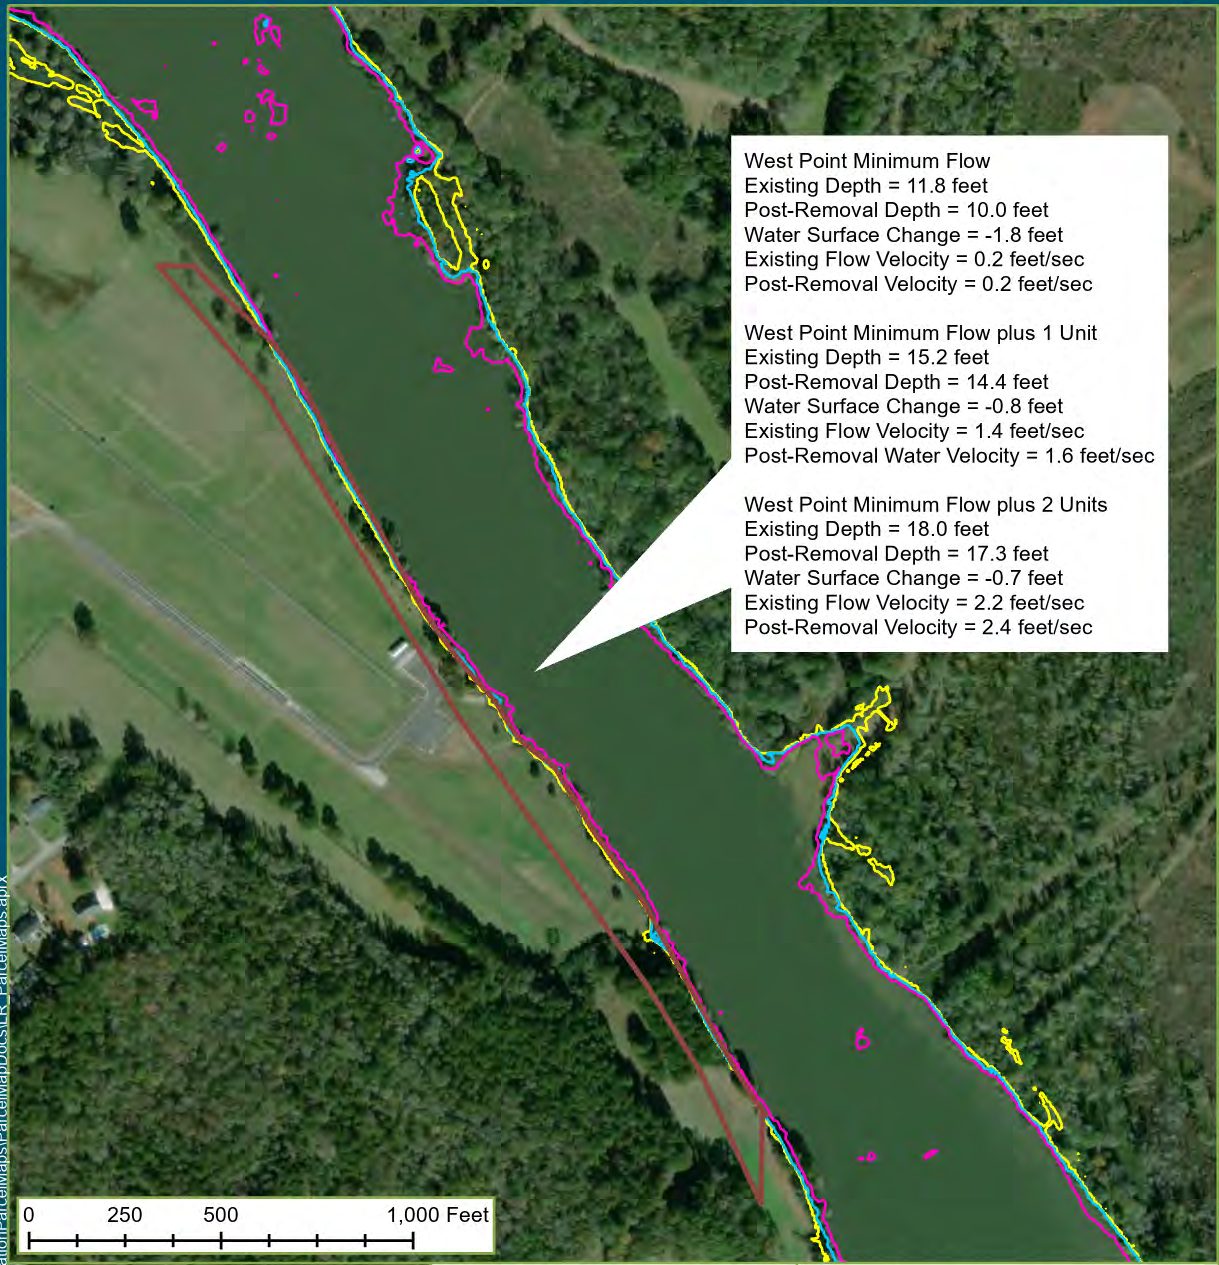 West Point Minimum Flow
Existing Depth = 11.8 feet
Post-Removal Depth = 10.0 feet
Water Surface Change = -1.8 feet
Existing Flow Velocity = 0.2 feet/sec
Post-Removal Velocity = 0.2 feet/sec
West Point Minimum Flow plus 1 Unit
Existing Depth = 15.2 feet
Post-Removal Depth = 14.4 feet
Water Surface Change = -0.8 feet
Existing Flow Velocity = 1.4 feet/sec
Post-Removal Water Velocity = 1.6 feet/sec
West Point Minimum Flow plus 2 Units
Existing Depth = 18.0 feet
Post-Removal Depth = 17.3 feet
Water Surface Change = -0.7 feet
Existing Flow Velocity = 2.2 feet/sec
Post-Removal Velocity = 2.4 feet/sec
0 250 500 1,000 Feet